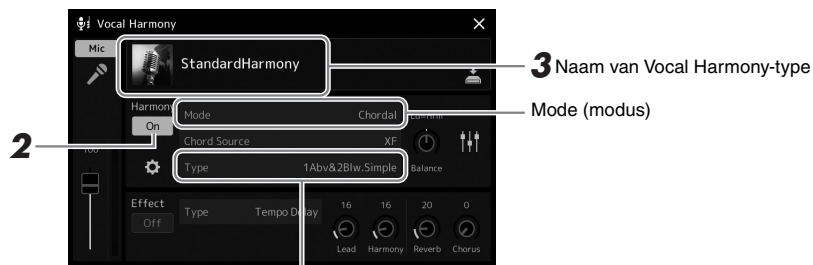 Vocal Harmony
Mic
StandardHarmony
3 Naam van Vocal Harmony-type
Harmony
On
Mode Chordal
Mode (modus)
2
Chord Source XF
Type 1Abv&2Blw.Simple
Balance
Effect
Off
Type Tempo Delay
16 16 20 0
Lead Harmony Reverb Chorus